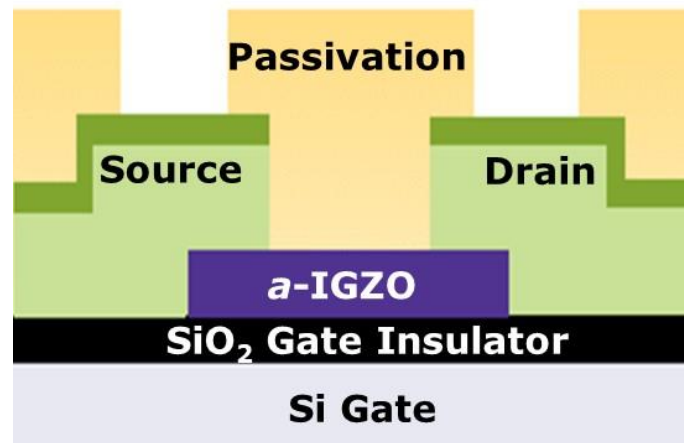 Passivation
Source
Drain
a-IGZO
SiO₂ Gate Insulator
Si Gate